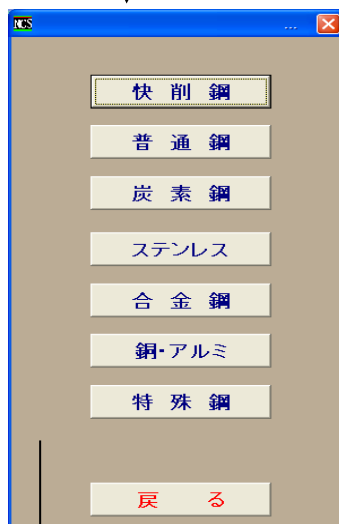 NCS ...
快 削 鋼
普 通 鋼
炭 素 鋼
ステンレス
合 金 鋼
銅・アルミ
特 殊 鋼
戻 る